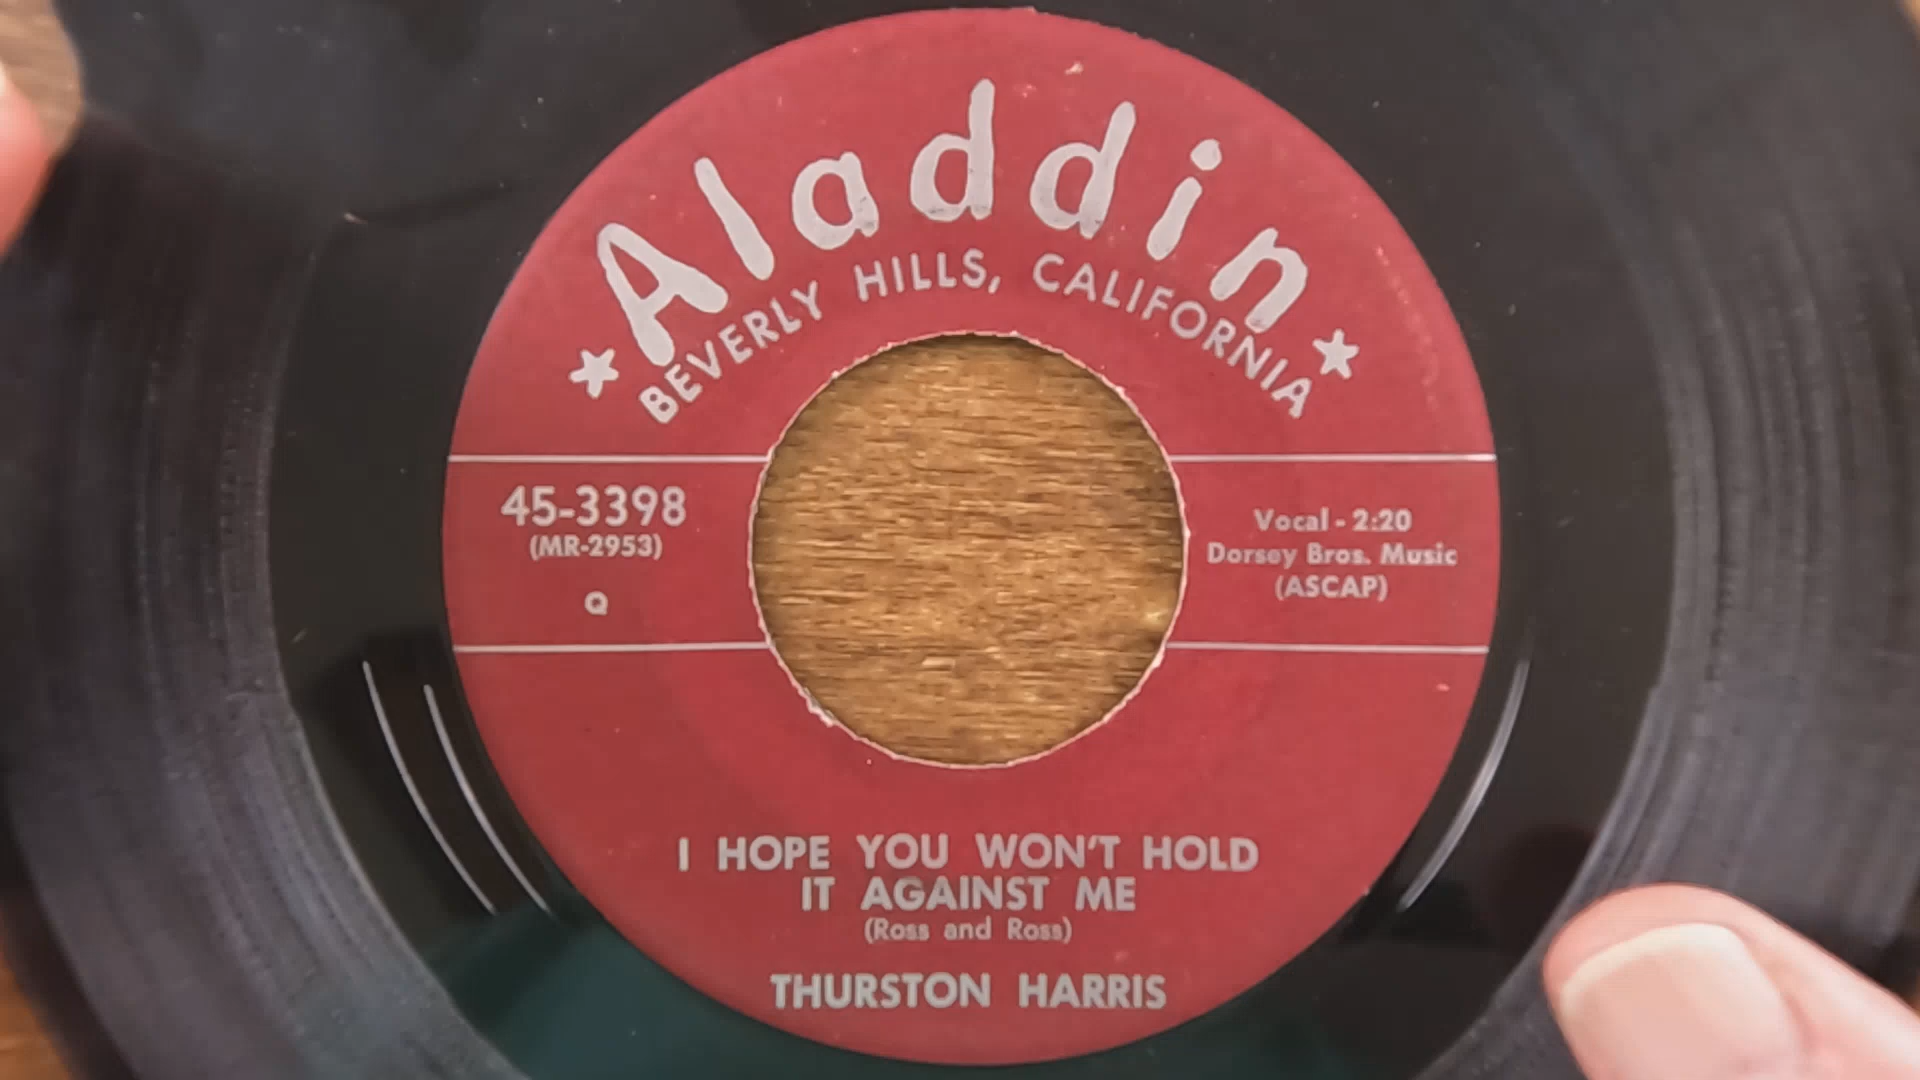 Aladdin
BEVERLY HILLS, CALIFORNIA
45-3398
(MR-2953)
Q
Vocal - 2:20
Dorsey Bros. Music
(ASCAP)
I HOPE YOU WON'T HOLD
IT AGAINST ME
(Ross and Ross)
THURSTON HARRIS